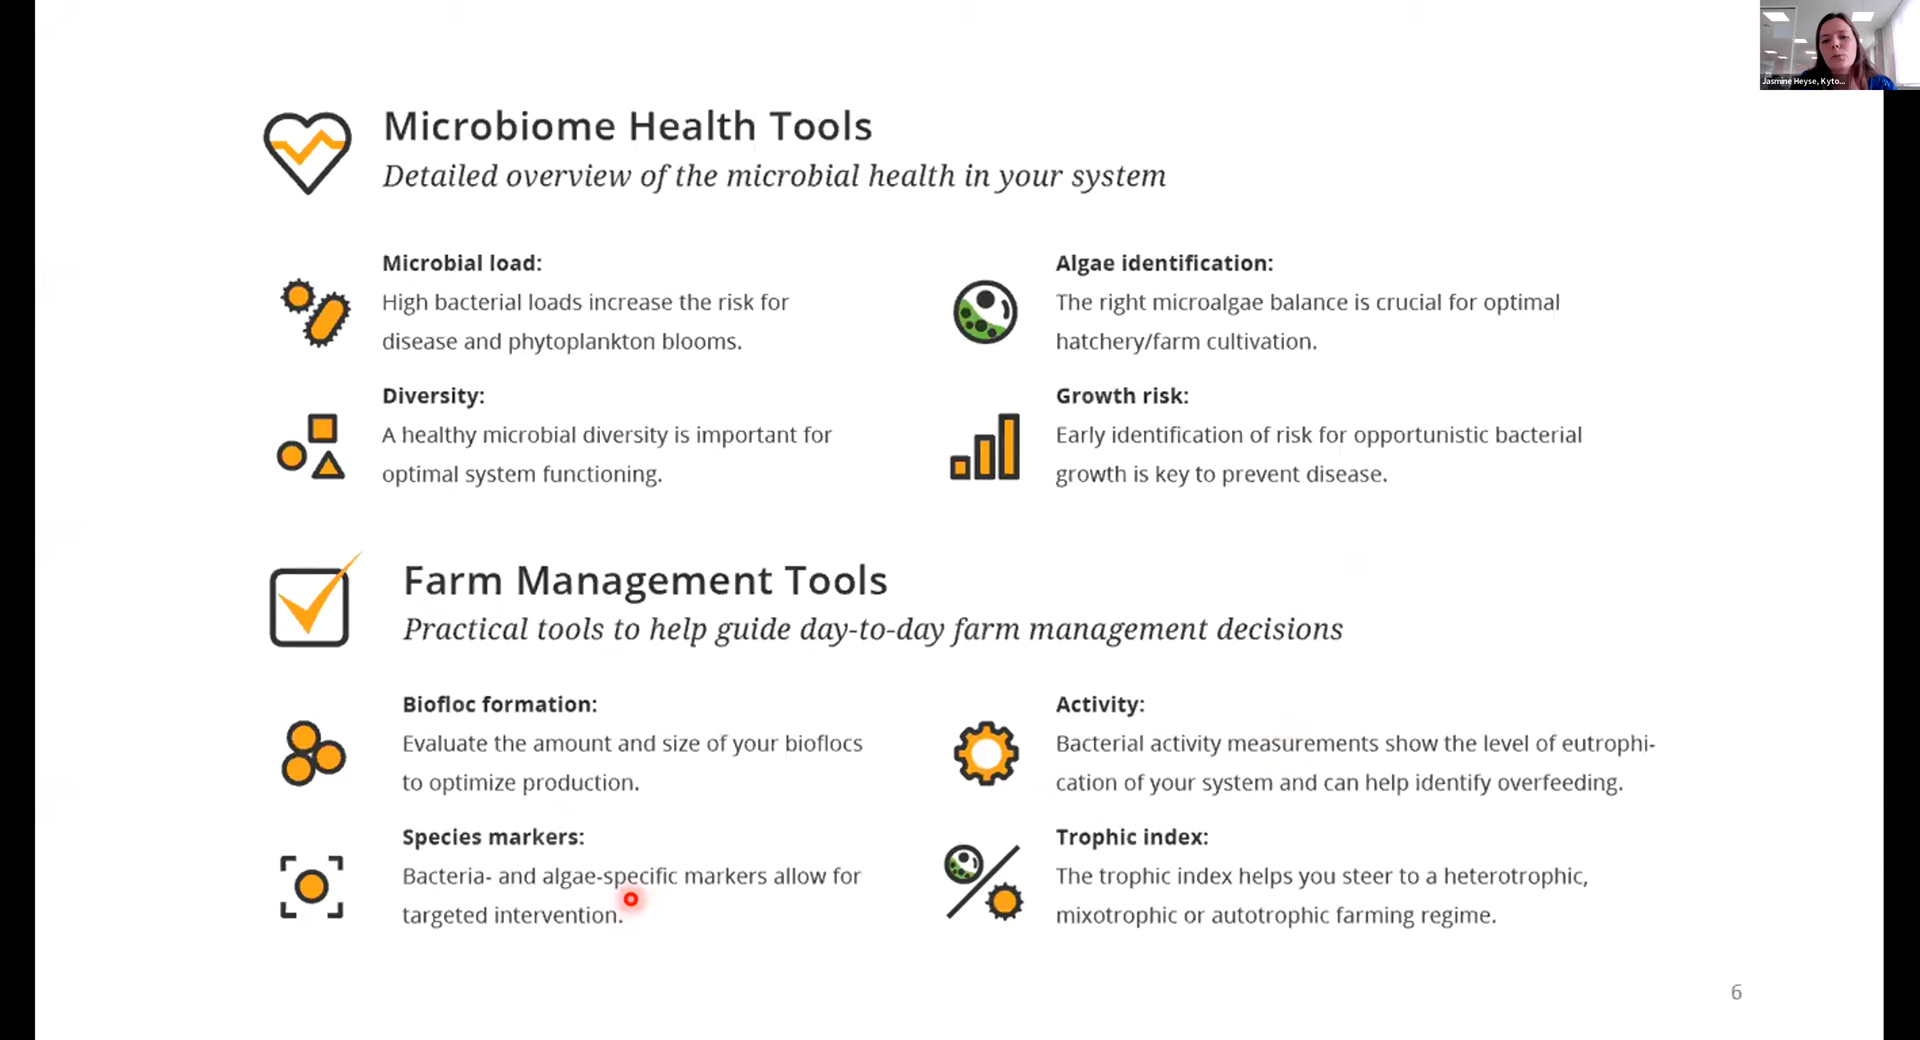 Jasmine Heyse, Kyto...
Microbiome Health Tools
Detailed overview of the microbial health in your system
Microbial load:
High bacterial loads increase the risk for
disease and phytoplankton blooms.
Algae identification:
The right microalgae balance is crucial for optimal
hatchery/farm cultivation.
Diversity:
A healthy microbial diversity is important for
optimal system functioning.
Growth risk:
Early identification of risk for opportunistic bacterial
growth is key to prevent disease.
Farm Management Tools
Practical tools to help guide day-to-day farm management decisions
Biofloc formation:
Evaluate the amount and size of your bioflocs
to optimize production.
Activity:
Bacterial activity measurements show the level of eutrophi-
cation of your system and can help identify overfeeding.
Species markers:
Bacteria- and algae-specific markers allow for
targeted intervention.
Trophic index:
The trophic index helps you steer to a heterotrophic,
mixotrophic or autotrophic farming regime.
6